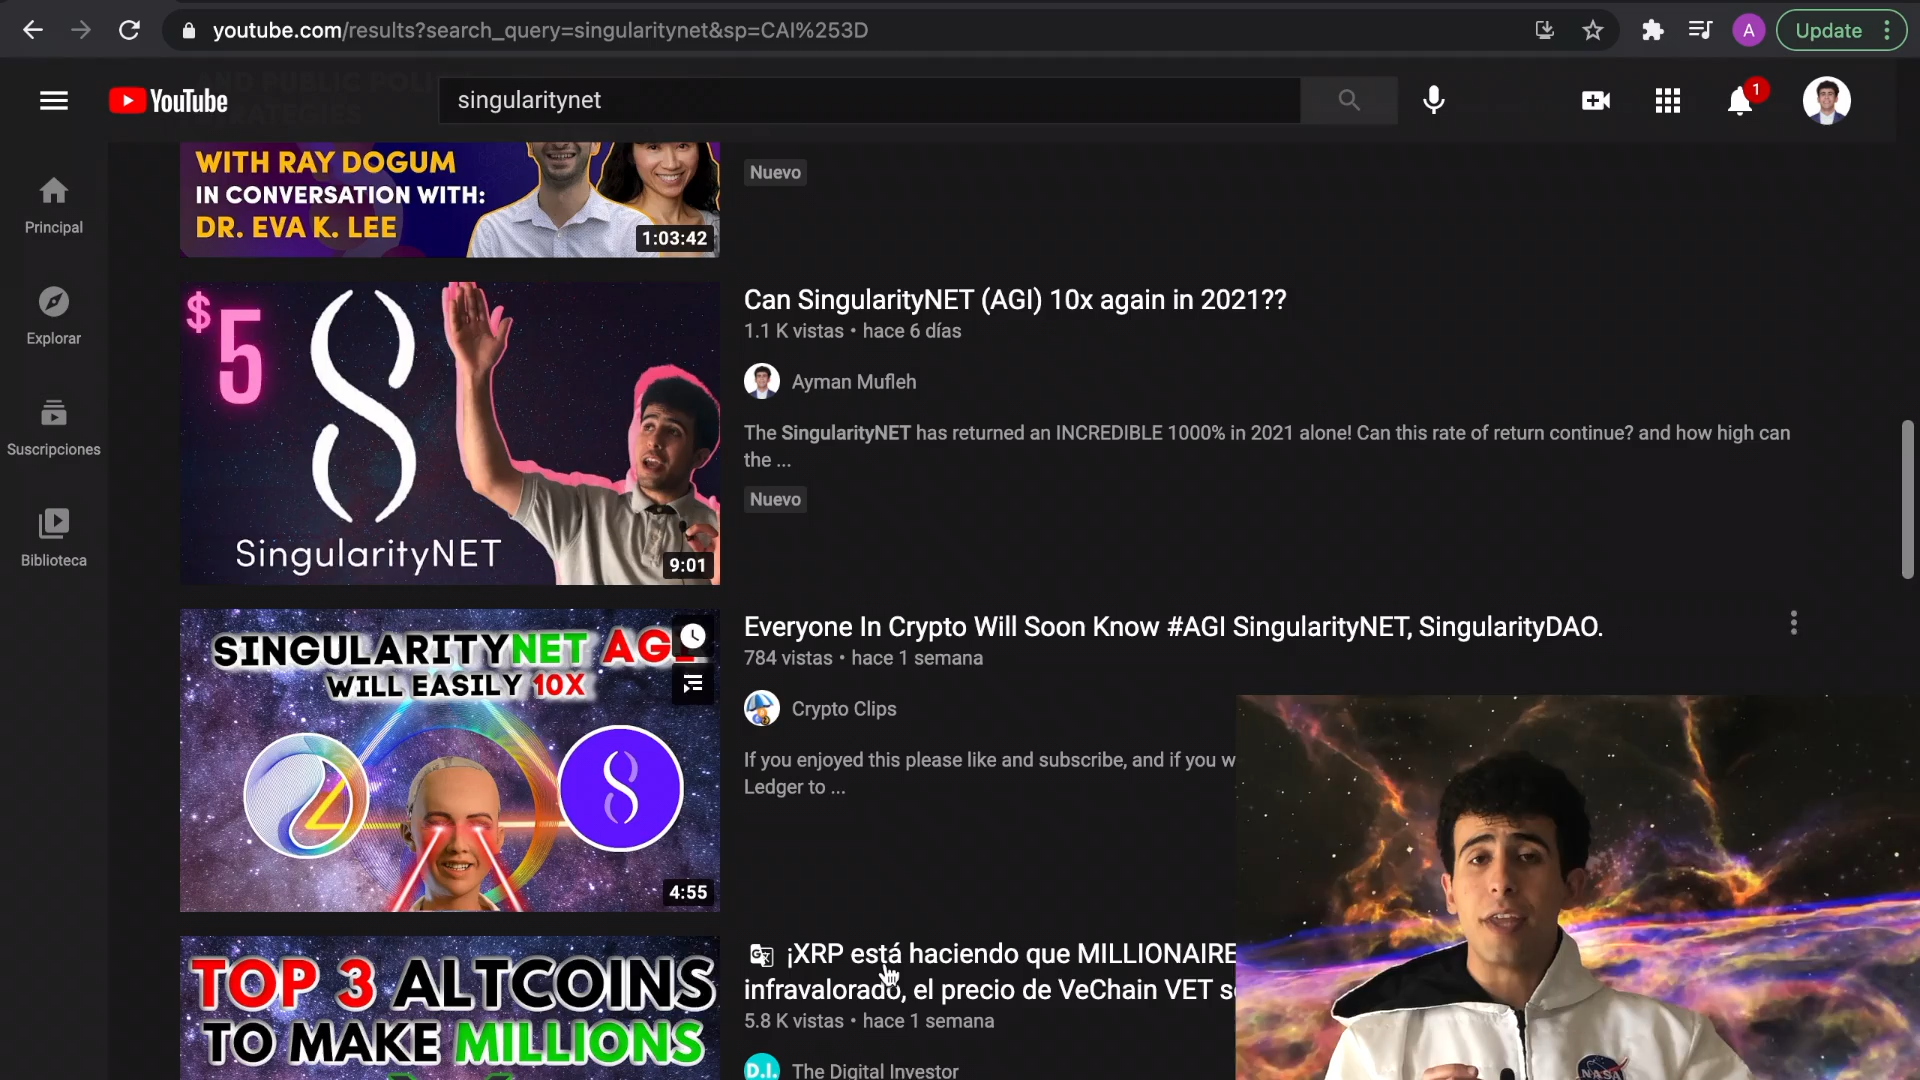 youtube.com/results?search_query=singularitynet&sp=CAI%253D
A
Update
YouTube
singularitynet
1
AND PUBLIC POLI
Principal
Explorar
Suscripciones
Biblioteca
WITH RAY DOGUM
IN CONVERSATION WITH:
DR. EVA K. LEE
1:03:42
Nuevo
$5
SingularityNET
9:01
Can SingularityNET (AGI) 10x again in 2021??
1.1 K vistas • hace 6 días
Ayman Mufleh
The SingularityNET has returned an INCREDIBLE 1000% in 2021 alone! Can this rate of return continue? and how high can
the ...
Nuevo
SINGULARITYNET
WILL EASILY 10X
4:55
Everyone In Crypto Will Soon Know #AGI SingularityNET, SingularityDAO.
784 vistas • hace 1 semana
Crypto Clips
If you enjoyed this please like and subscribe, and if you w
Ledger to ...
TOP 3 ALTCOINS
TO MAKE MILLIONS
¡XRP está haciendo que MILLIONAIRE
infravalorado, el precio de VeChain VET s
5.8 K vistas • hace 1 semana
D.I.
The Digital Investor
NASA